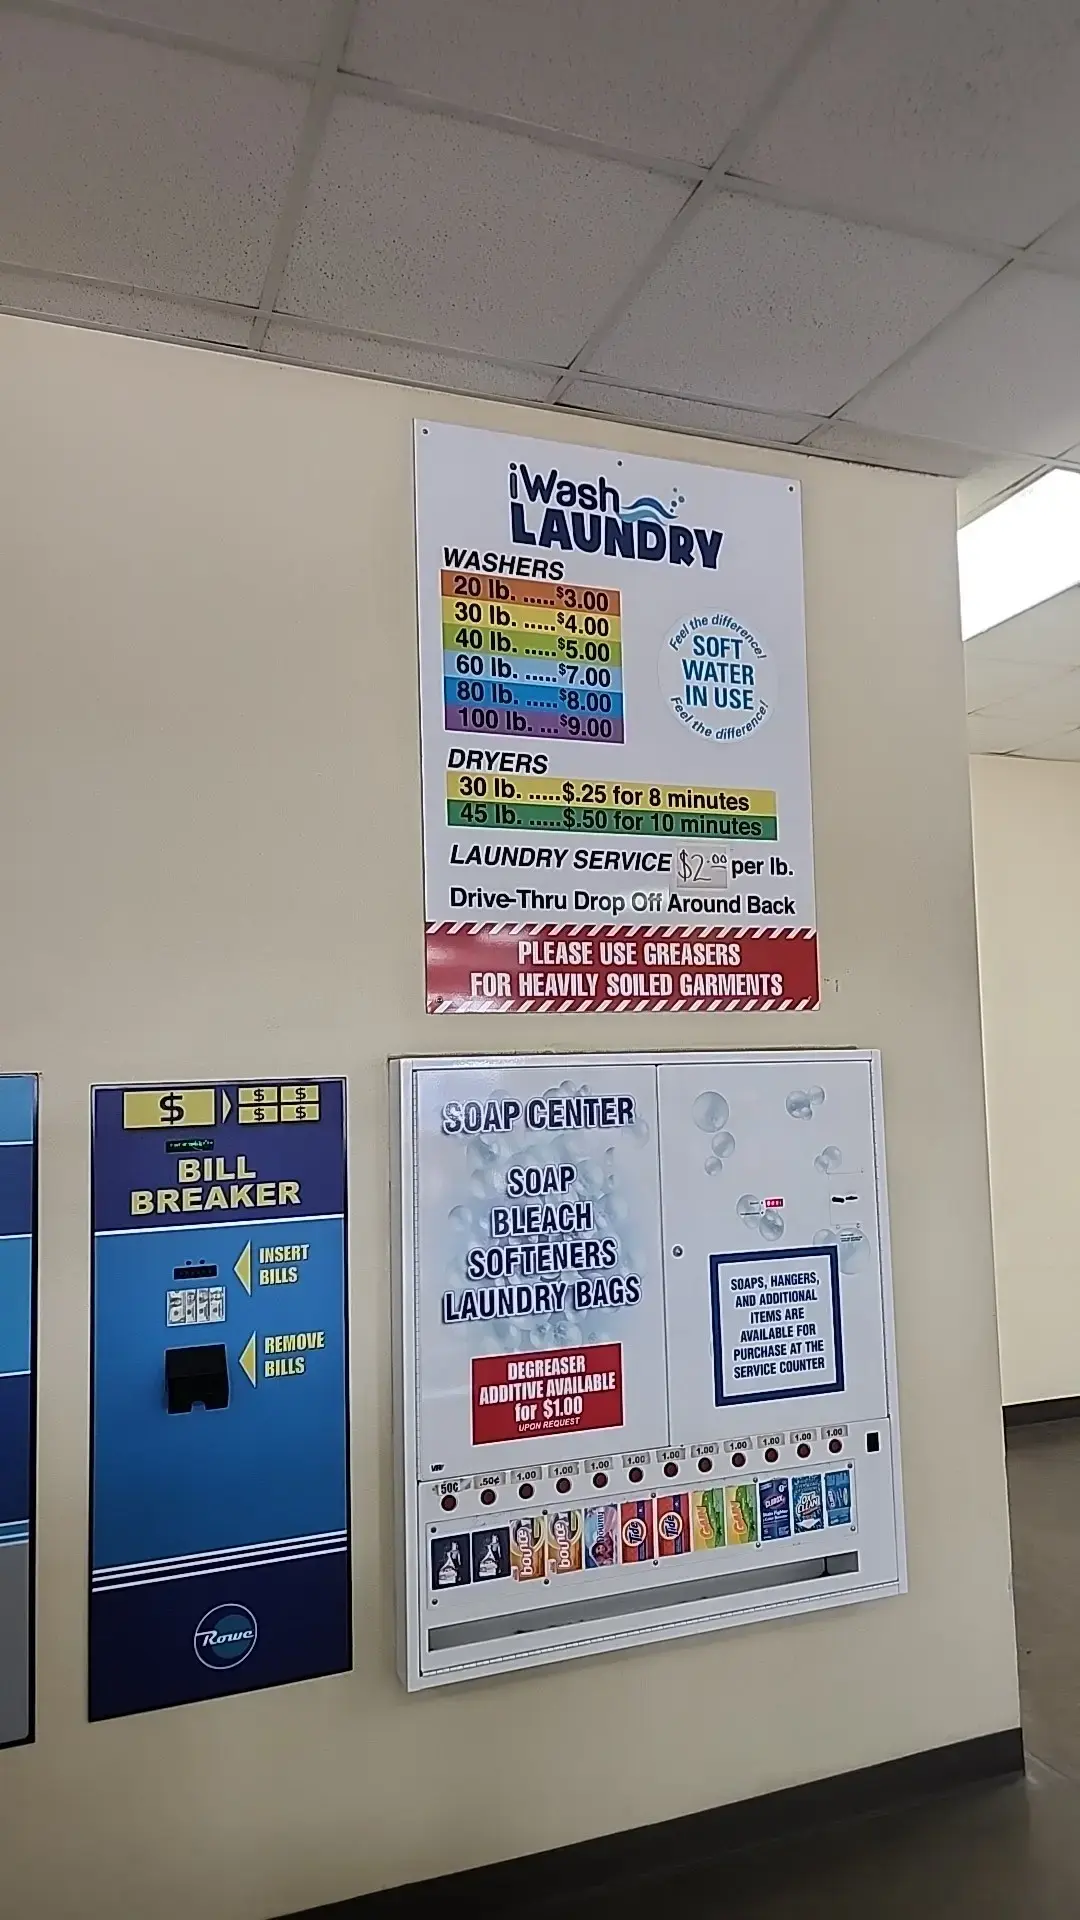 iWash
LAUNDRY
WASHERS
20 lb. .....$3.00
30 lb. .....$4.00
40 lb. .....$5.00
60 lb. .....$7.00
80 lb. .....$8.00
100 lb. ...$9.00
Feel the difference!
SOFT
WATER
IN USE
Feel the difference!
DRYERS
30 lb. .....$.25 for 8 minutes
45 lb. .....$.50 for 10 minutes
LAUNDRY SERVICE $2.00 per lb.
Drive-Thru Drop Off Around Back
PLEASE USE GREASERS
FOR HEAVILY SOILED GARMENTS
$ $ $
$ $
BILL
BREAKER
INSERT
BILLS
REMOVE
BILLS
Rowe
SOAP CENTER
SOAP
BLEACH
SOFTENERS
LAUNDRY BAGS
DEGREASER
ADDITIVE AVAILABLE
for $1.00
UPON REQUEST
SOAPS, HANGERS,
AND ADDITIONAL
ITEMS ARE
AVAILABLE FOR
PURCHASE AT THE
SERVICE COUNTER
50¢ .50¢ 1.00 1.00 1.00 1.00 1.00 1.00 1.00 1.00 1.00 1.00
bounce bounce Downy Tide Tide Gain Gain CLOROX OXI CLEAN